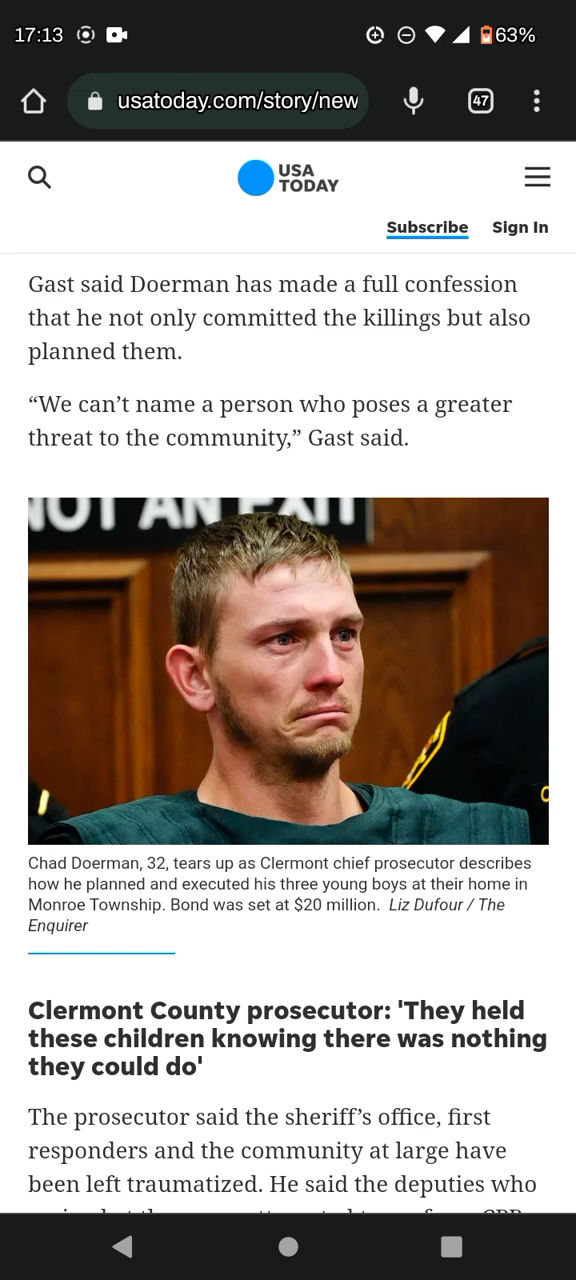 17:13
63%
usatoday.com/story/new
47
USA
TODAY
Subscribe Sign In
Gast said Doerman has made a full confession
that he not only committed the killings but also
planned them.
“We can’t name a person who poses a greater
threat to the community,” Gast said.
NOT AN EXIT
Chad Doerman, 32, tears up as Clermont chief prosecutor describes
how he planned and executed his three young boys at their home in
Monroe Township. Bond was set at $20 million. Liz Dufour / The
Enquirer
Clermont County prosecutor: 'They held
these children knowing there was nothing
they could do'
The prosecutor said the sheriff’s office, first
responders and the community at large have
been left traumatized. He said the deputies who